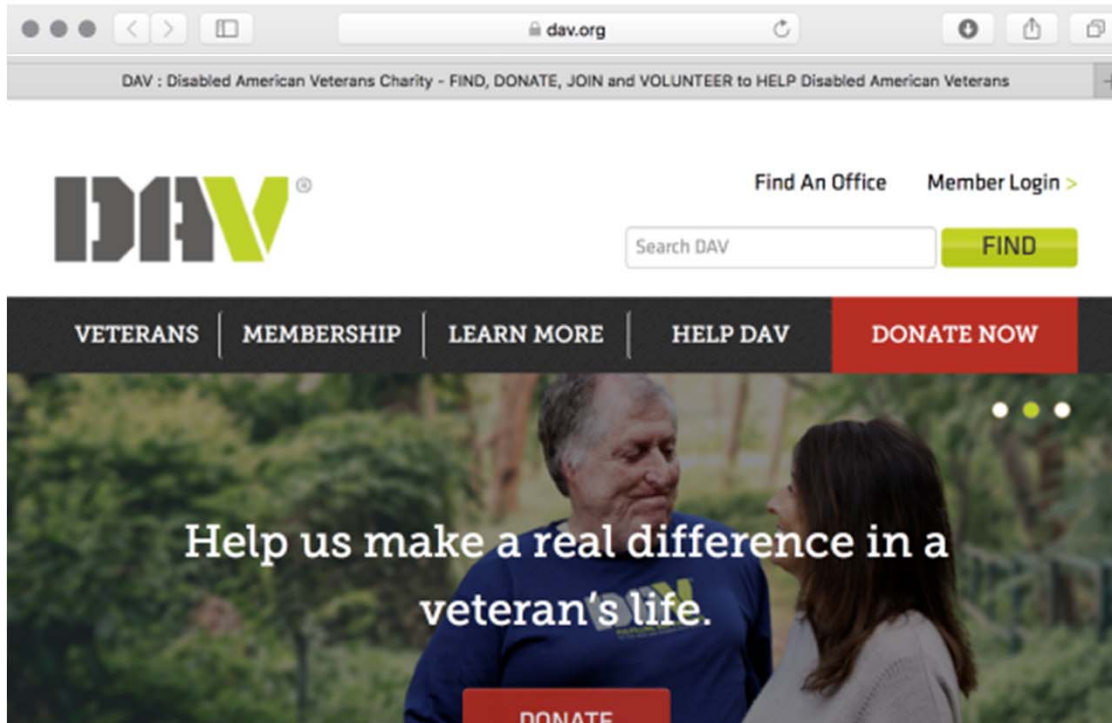 dav.org
DAV : Disabled American Veterans Charity - FIND, DONATE, JOIN and VOLUNTEER to HELP Disabled American Veterans
DAV®
Find An Office Member Login >
Search DAV FIND
VETERANS MEMBERSHIP LEARN MORE HELP DAV DONATE NOW
Help us make a real difference in a
veteran's life.
DAV
DONATE